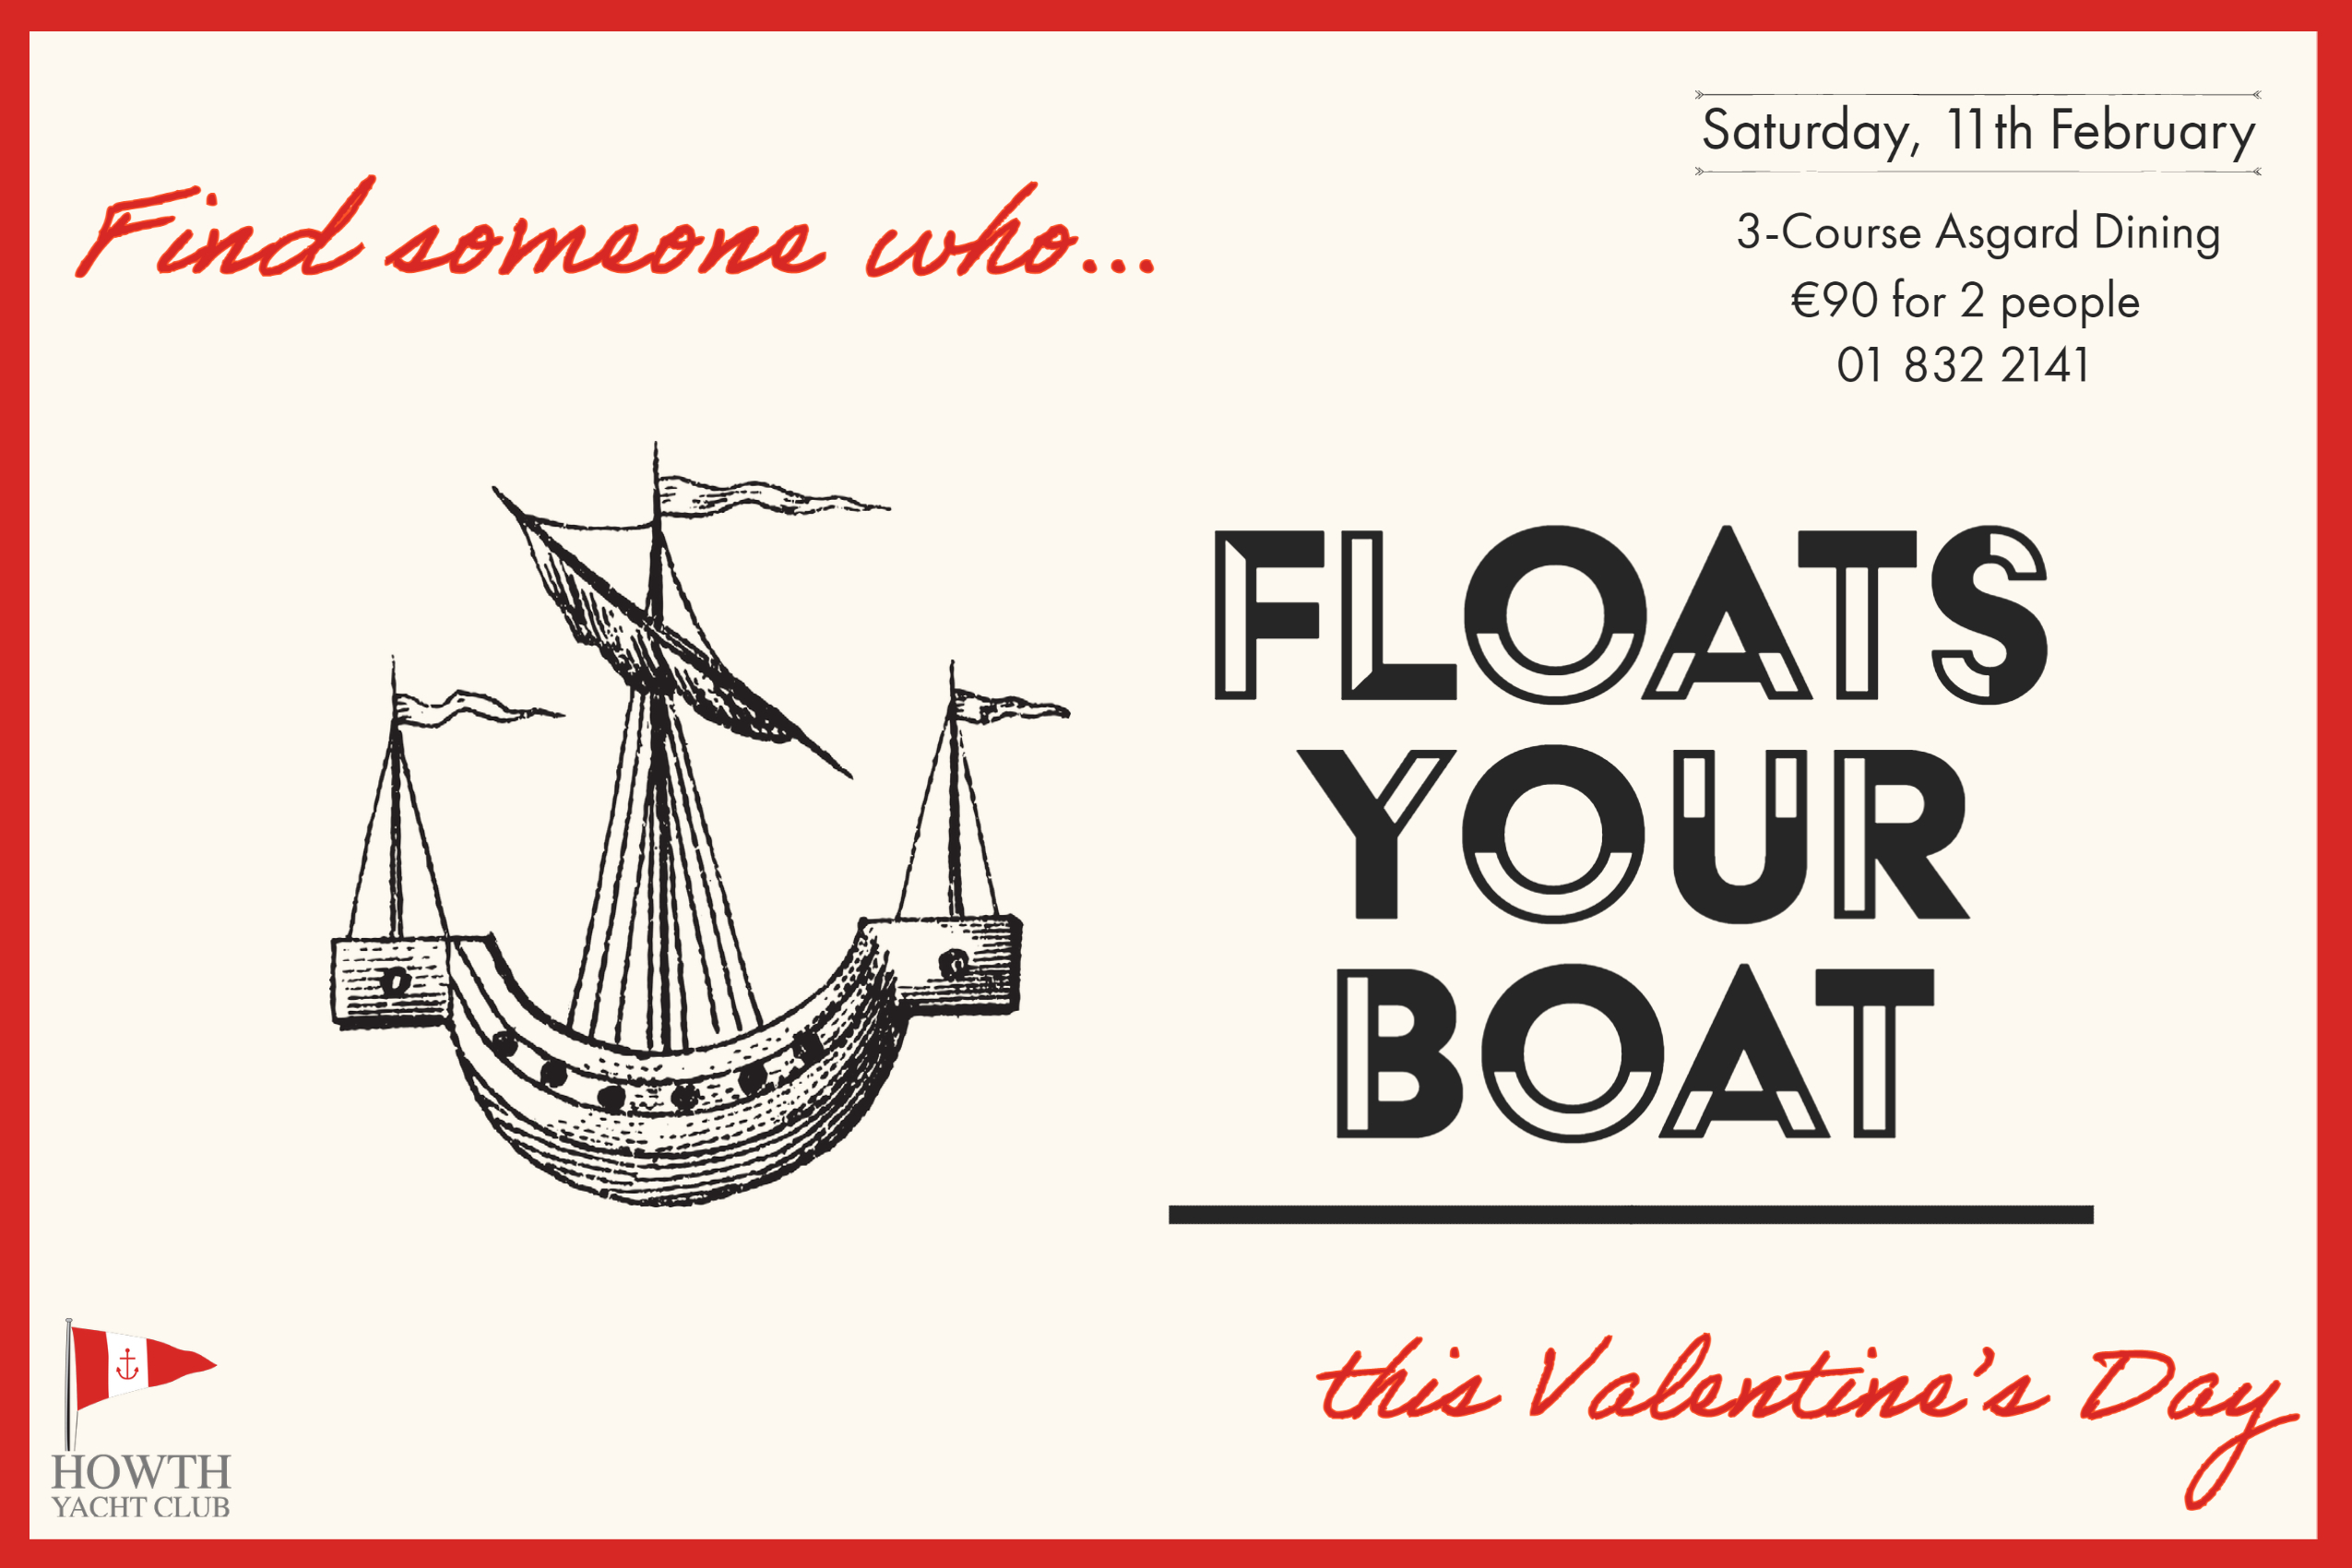 Saturday, 11th February
3-Course Asgard Dining
€90 for 2 people
01 832 2141
Find someone who...
FLOATS
YOUR
BOAT
this Valentine's Day
HOWTH
YACHT CLUB